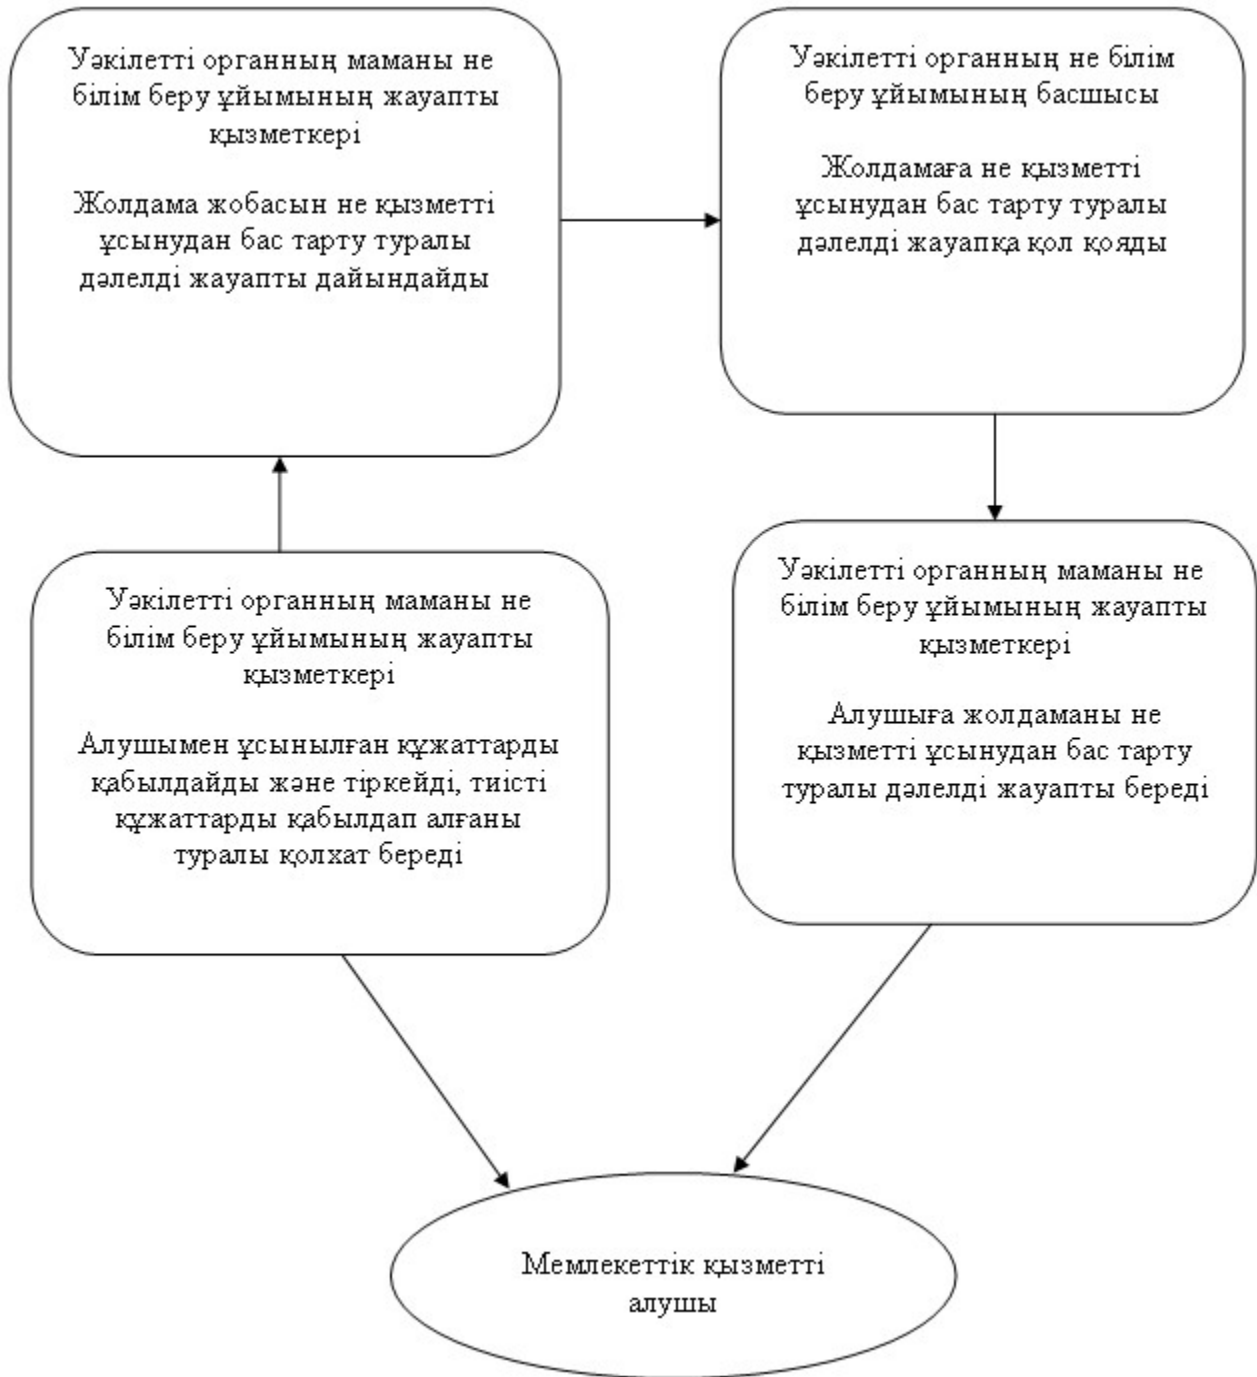 Уәкілетті органның маманы не
білім беру ұйымының жауапты
қызметкері
Жолдама жобасын не қызметті
ұсынудан бас тарту туралы
дәлелді жауапты дайындайды
Уәкілетті органның не білім
беру ұйымының басшысы
Жолдамаға не қызметті
ұсынудан бас тарту туралы
дәлелді жауапқа қол қояды
Уәкілетті органның маманы не
білім беру ұйымының жауапты
қызметкері
Алушымен ұсынылған құжаттарды
қабылдайды және тіркейді, тиісті
құжаттарды қабылдап алғаны
туралы қолхат береді
Уәкілетті органның маманы не
білім беру ұйымының жауапты
қызметкері
Алушыға жолдаманы не
қызметті ұсынудан бас тарту
туралы дәлелді жауапты береді
Мемлекеттік қызметті
алушы